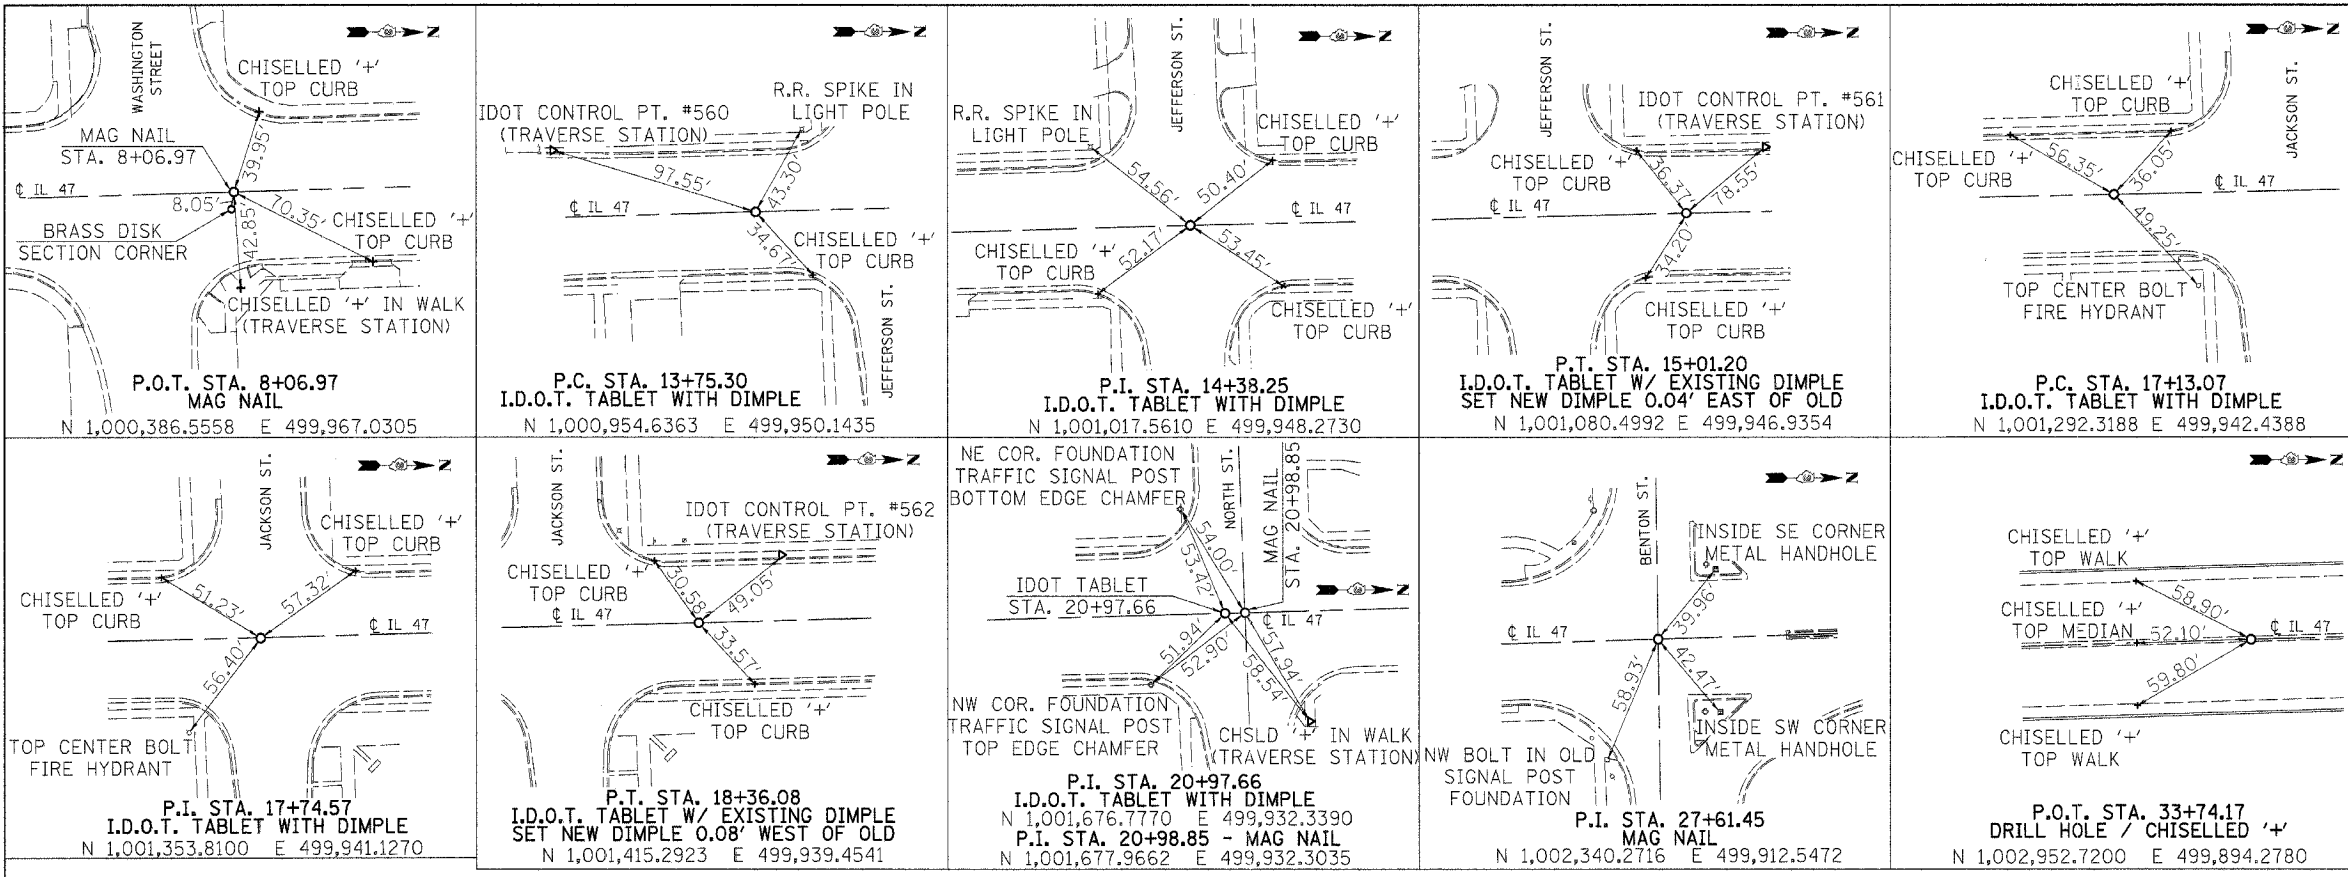 WASHINGTON
STREET
Z
CHISELLED '+'
TOP CURB
MAG NAIL
STA. 8+06.97
39.95'
℄ IL 47
8.05'
70.35'
42.85'
BRASS DISK
SECTION CORNER
CHISELLED '+'
TOP CURB
CHISELLED '+' IN WALK
(TRAVERSE STATION)
P.O.T. STA. 8+06.97
MAG NAIL
N 1,000,386.5558 E 499,967.0305
Z
R.R. SPIKE IN
LIGHT POLE
IDOT CONTROL PT. #560
(TRAVERSE STATION)
97.55'
43.30'
℄ IL 47
34.67'
CHISELLED '+'
TOP CURB
JEFFERSON ST.
P.C. STA. 13+75.30
I.D.O.T. TABLET WITH DIMPLE
N 1,000,954.6363 E 499,950.1435
JEFFERSON ST.
Z
R.R. SPIKE IN
LIGHT POLE
CHISELLED '+'
TOP CURB
54.56'
50.40'
℄ IL 47
CHISELLED '+'
TOP CURB
52.17'
53.45'
CHISELLED '+'
TOP CURB
P.I. STA. 14+38.25
I.D.O.T. TABLET WITH DIMPLE
N 1,001,017.5610 E 499,948.2730
JEFFERSON ST.
Z
IDOT CONTROL PT. #561
(TRAVERSE STATION)
CHISELLED '+'
TOP CURB
36.37'
78.55'
℄ IL 47
34.20'
CHISELLED '+'
TOP CURB
P.T. STA. 15+01.20
I.D.O.T. TABLET W/ EXISTING DIMPLE
SET NEW DIMPLE 0.04' EAST OF OLD
N 1,001,080.4992 E 499,946.9354
Z
JACKSON ST.
CHISELLED '+'
TOP CURB
CHISELLED '+'
TOP CURB
56.35'
36.05'
℄ IL 47
49.25'
TOP CENTER BOLT
FIRE HYDRANT
P.C. STA. 17+13.07
I.D.O.T. TABLET WITH DIMPLE
N 1,001,292.3188 E 499,942.4388
JACKSON ST.
Z
CHISELLED '+'
TOP CURB
CHISELLED '+'
TOP CURB
51.23'
57.32'
℄ IL 47
56.40'
TOP CENTER BOLT
FIRE HYDRANT
P.I. STA. 17+74.57
I.D.O.T. TABLET WITH DIMPLE
N 1,001,353.8100 E 499,941.1270
JACKSON ST.
Z
IDOT CONTROL PT. #562
(TRAVERSE STATION)
CHISELLED '+'
TOP CURB
30.58'
49.05'
℄ IL 47
33.57'
CHISELLED '+'
TOP CURB
P.T. STA. 18+36.08
I.D.O.T. TABLET W/ EXISTING DIMPLE
SET NEW DIMPLE 0.08' WEST OF OLD
N 1,001,415.2923 E 499,939.4541
NE COR. FOUNDATION
TRAFFIC SIGNAL POST
BOTTOM EDGE CHAMFER
NORTH ST.
MAG NAIL
STA. 20+98.85
54.00'
53.42'
Z
IDOT TABLET
STA. 20+97.66
℄ IL 47
51.94'
52.90'
57.94'
58.54'
NW COR. FOUNDATION
TRAFFIC SIGNAL POST
TOP EDGE CHAMFER
CHSLD '+' IN WALK
(TRAVERSE STATION)
P.I. STA. 20+97.66
I.D.O.T. TABLET WITH DIMPLE
N 1,001,676.7770 E 499,932.3390
P.I. STA. 20+98.85 - MAG NAIL
N 1,001,677.9662 E 499,932.3035
BENTON ST.
Z
INSIDE SE CORNER
METAL HANDHOLE
39.96'
℄ IL 47
58.93'
42.47'
INSIDE SW CORNER
METAL HANDHOLE
NW BOLT IN OLD
SIGNAL POST
FOUNDATION
P.I. STA. 27+61.45
MAG NAIL
N 1,002,340.2716 E 499,912.5472
Z
CHISELLED '+'
TOP WALK
58.90'
CHISELLED '+'
TOP MEDIAN
52.10'
℄ IL 47
59.80'
CHISELLED '+'
TOP WALK
P.O.T. STA. 33+74.17
DRILL HOLE / CHISELLED '+'
N 1,002,952.7200 E 499,894.2780